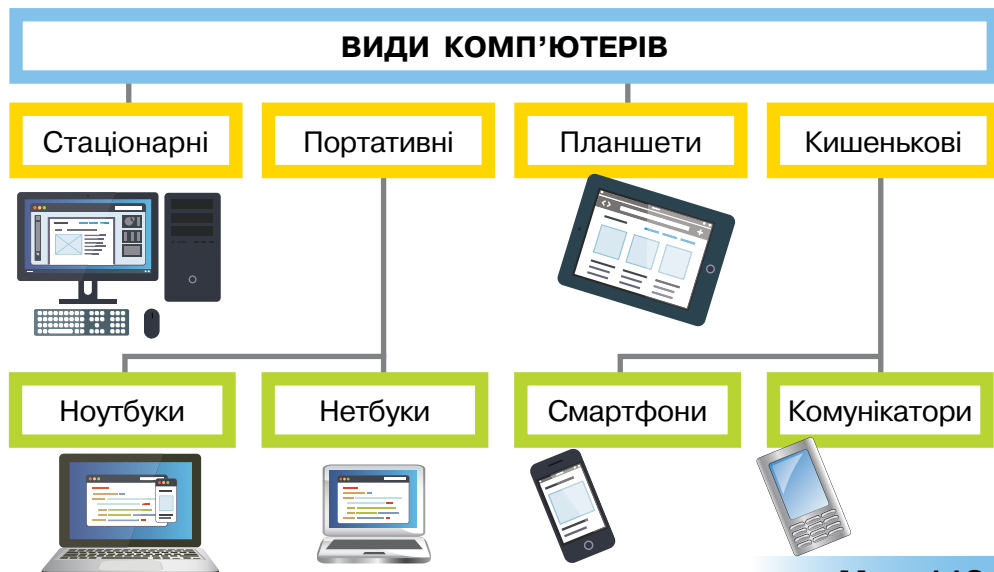 ВИДИ КОМП’ЮТЕРІВ
Стаціонарні
Портативні
Планшети
Кишенькові
Ноутбуки
Нетбуки
Смартфони
Комунікатори